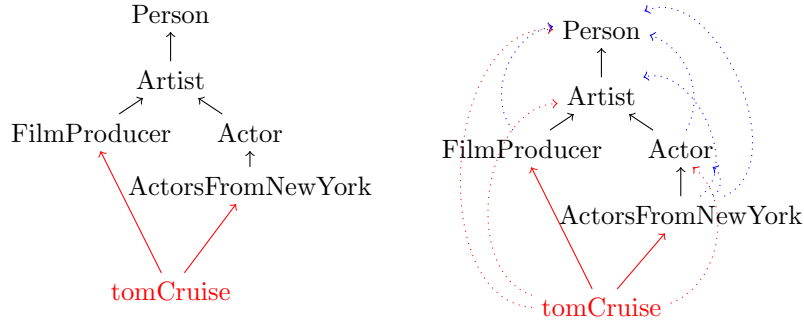 Person
Artist
FilmProducer Actor
ActorsFromNewYork
tomCruise
Person
Artist
FilmProducer Actor
ActorsFromNewYork
tomCruise